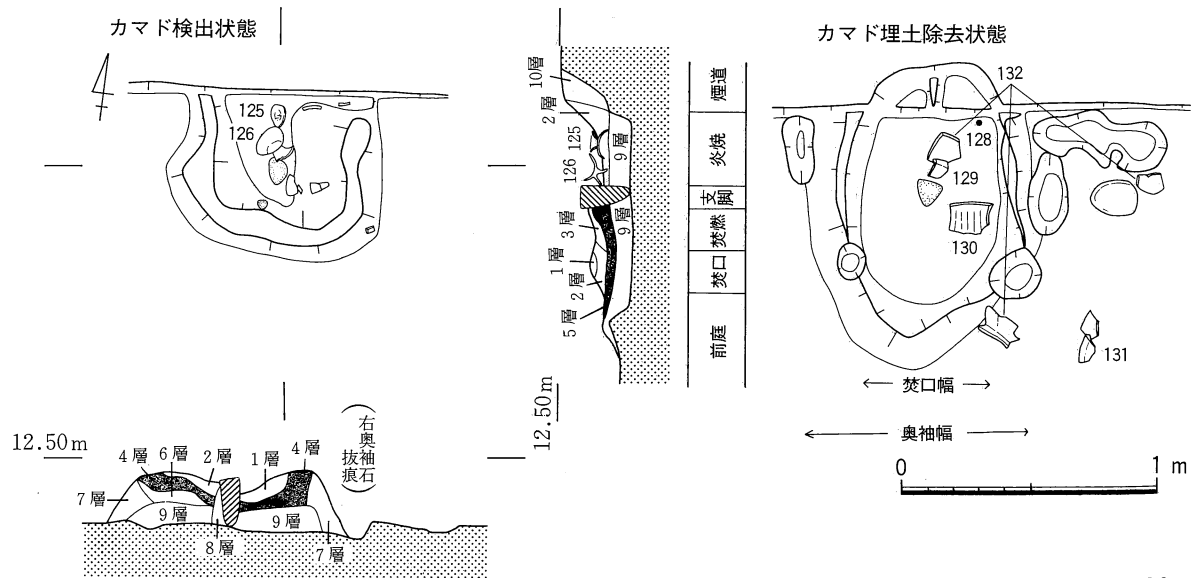 カマド検出状態
125
126
10層
2層
125
126
9層
3層
9層
1層
2層
5層
12.50m
煙道
炎焼
支脚
焚燃
焚口
前庭
カマド埋土除去状態
132
128
129
130
131
焚口幅
奥袖幅
0
1 m
12.50m
4層
6層
2層
1層
4層
(右奥袖石抜痕)
7層
9層
8層
9層
7層